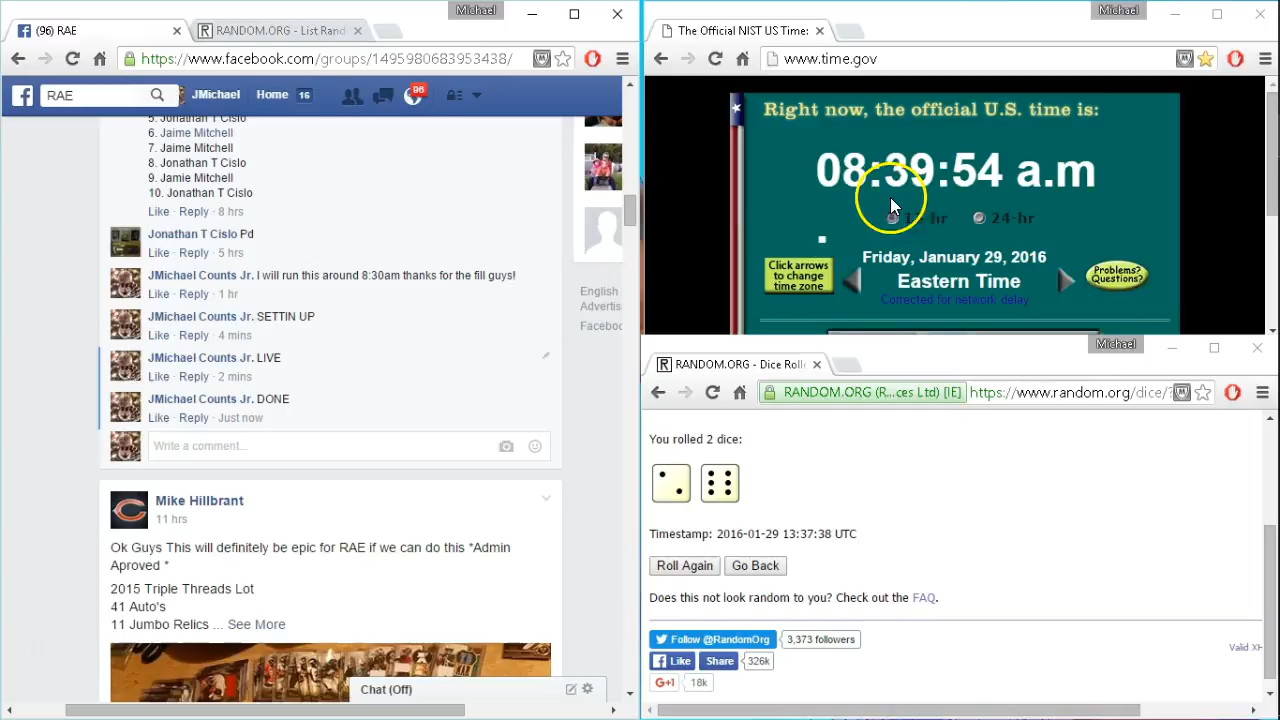 Michael
(96) RAE
RANDOM.ORG - List Rand
https://www.facebook.com/groups/1495980683953438/
RAE
JMichael
Home 16
96
5. Jonathan T Cislo
6. Jaime Mitchell
7. Jaime Mitchell
8. Jonathan T Cislo
9. Jamie Mitchell
10. Jonathan T Cislo
Like · Reply · 8 hrs
Jonathan T Cislo Pd
Like · Reply · 5 hrs
JMichael Counts Jr. I will run this around 8:30am thanks for the fill guys!
Like · Reply · 1 hr
JMichael Counts Jr. SETTIN UP
Like · Reply · 4 mins
JMichael Counts Jr. LIVE
Like · Reply · 2 mins
JMichael Counts Jr. DONE
Like · Reply · Just now
Write a comment...
English
Advertis
Faceboo
Mike Hillbrant
11 hrs
Ok Guys This will definitely be epic for RAE if we can do this *Admin
Aproved *
2015 Triple Threads Lot
41 Auto's
11 Jumbo Relics ... See More
Chat (Off)
Michael
The Official NIST US Time:
www.time.gov
Right now, the official U.S. time is:
08:39:54 a.m
12-hr 24-hr
Friday, January 29, 2016
Click arrows
to change
time zone
Eastern Time
Problems?
Questions?
Corrected for network delay
Michael
RANDOM.ORG - Dice Roll
RANDOM.ORG (R...ces Ltd) [IE] https://www.random.org/dice/?
You rolled 2 dice:
Timestamp: 2016-01-29 13:37:38 UTC
Roll Again Go Back
Does this not look random to you? Check out the FAQ.
Follow @RandomOrg 3,373 followers
Valid XH
Like Share 326k
G+1 18k